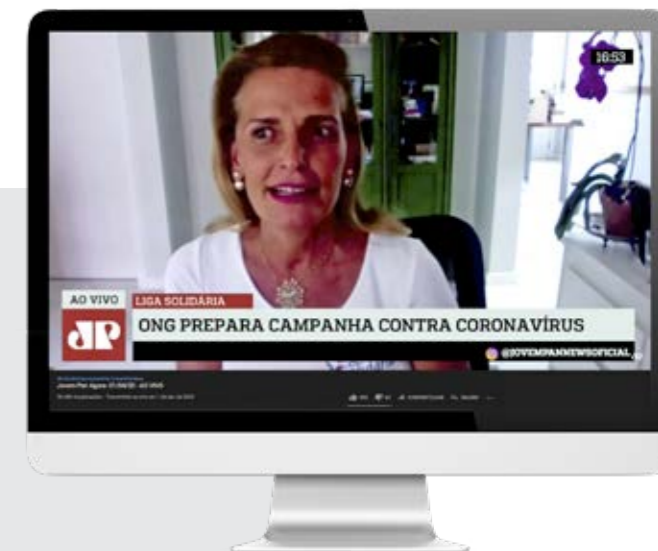 16:53
AO VIVO
LIGA SOLIDÁRIA
JP
ONG PREPARA CAMPANHA CONTRA CORONAVÍRUS
@JOVEMPANNEWSOFICIAL